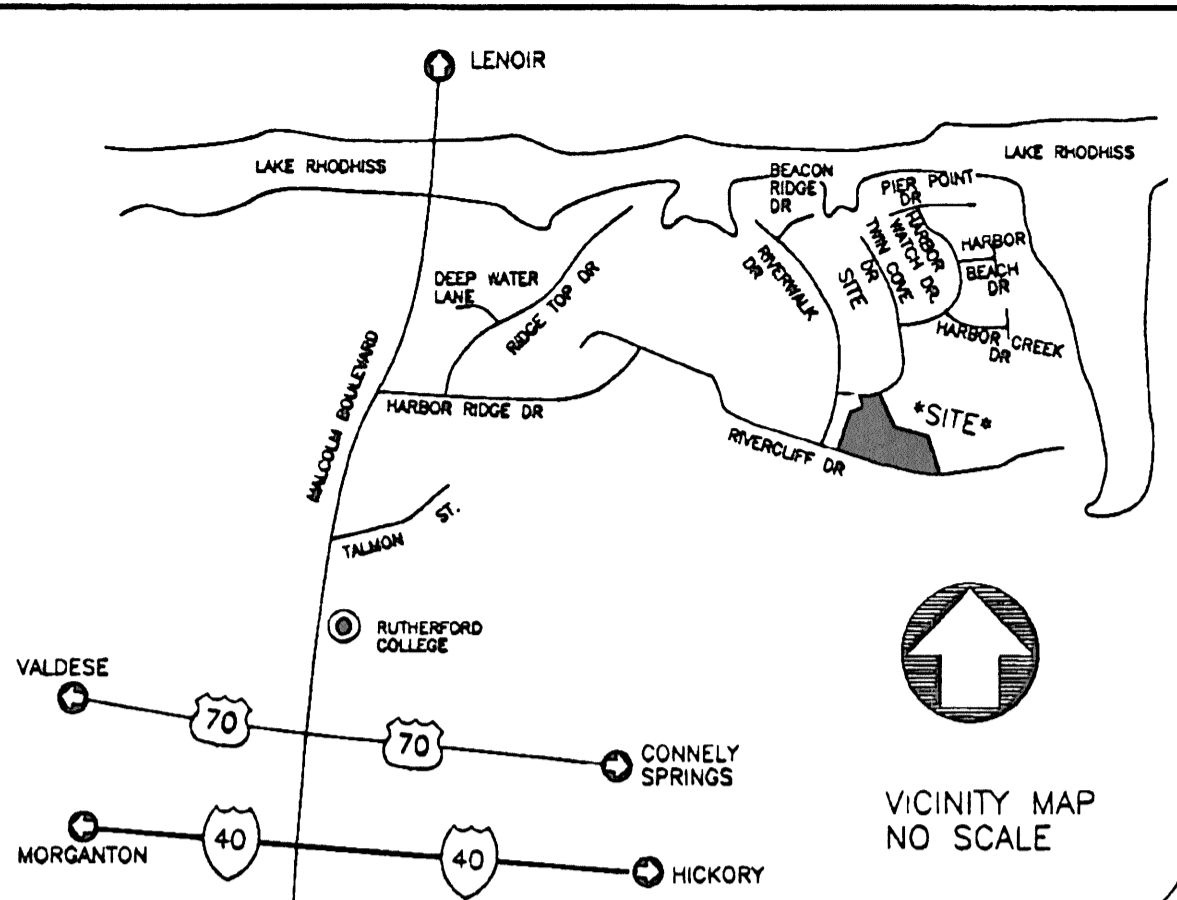 LENOIR
LAKE RHODHISS
LAKE RHODHISS
BEACON
RIDGE
DR
PIER POINT
DR
HARBOR
WATCH DR.
TWIN COVE
DR
HARBOR
BEACH
DR
RIVERWALK
DR
SITE
DEEP WATER
LANE
RIDGE TOP DR
HARBOR CREEK
DR
MALCOLM BOULEVARD
HARBOR RIDGE DR
*SITE*
RIVERCLIFF DR
TALMON ST.
RUTHERFORD
COLLEGE
VALDESE
70
70
CONNELY
SPRINGS
VICINITY MAP
NO SCALE
MORGANTON
40
40
HICKORY